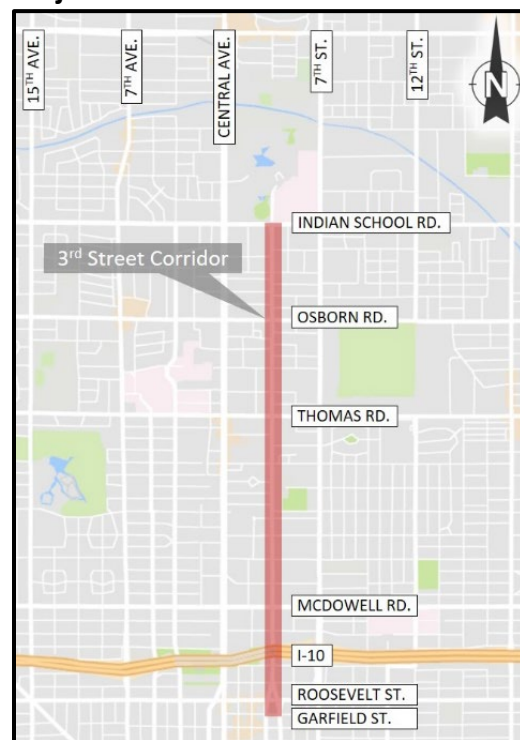 15TH AVE.
7TH AVE.
CENTRAL AVE.
7TH ST.
12TH ST.
N
INDIAN SCHOOL RD.
3rd Street Corridor
OSBORN RD.
THOMAS RD.
MCDOWELL RD.
I-10
ROOSEVELT ST.
GARFIELD ST.